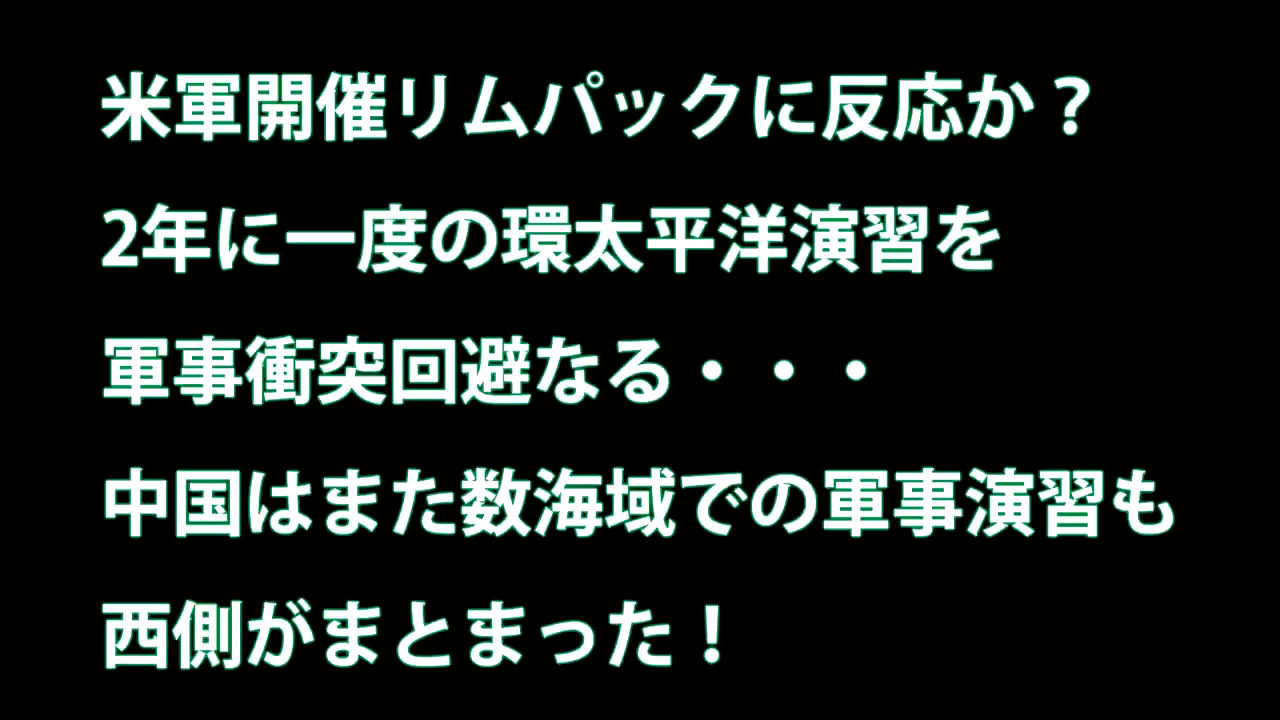 米軍開催リムパックに反応か？
2年に一度の環太平洋演習を
軍事衝突回避なる・・・
中国はまた数海域での軍事演習も
西側がまとまった！